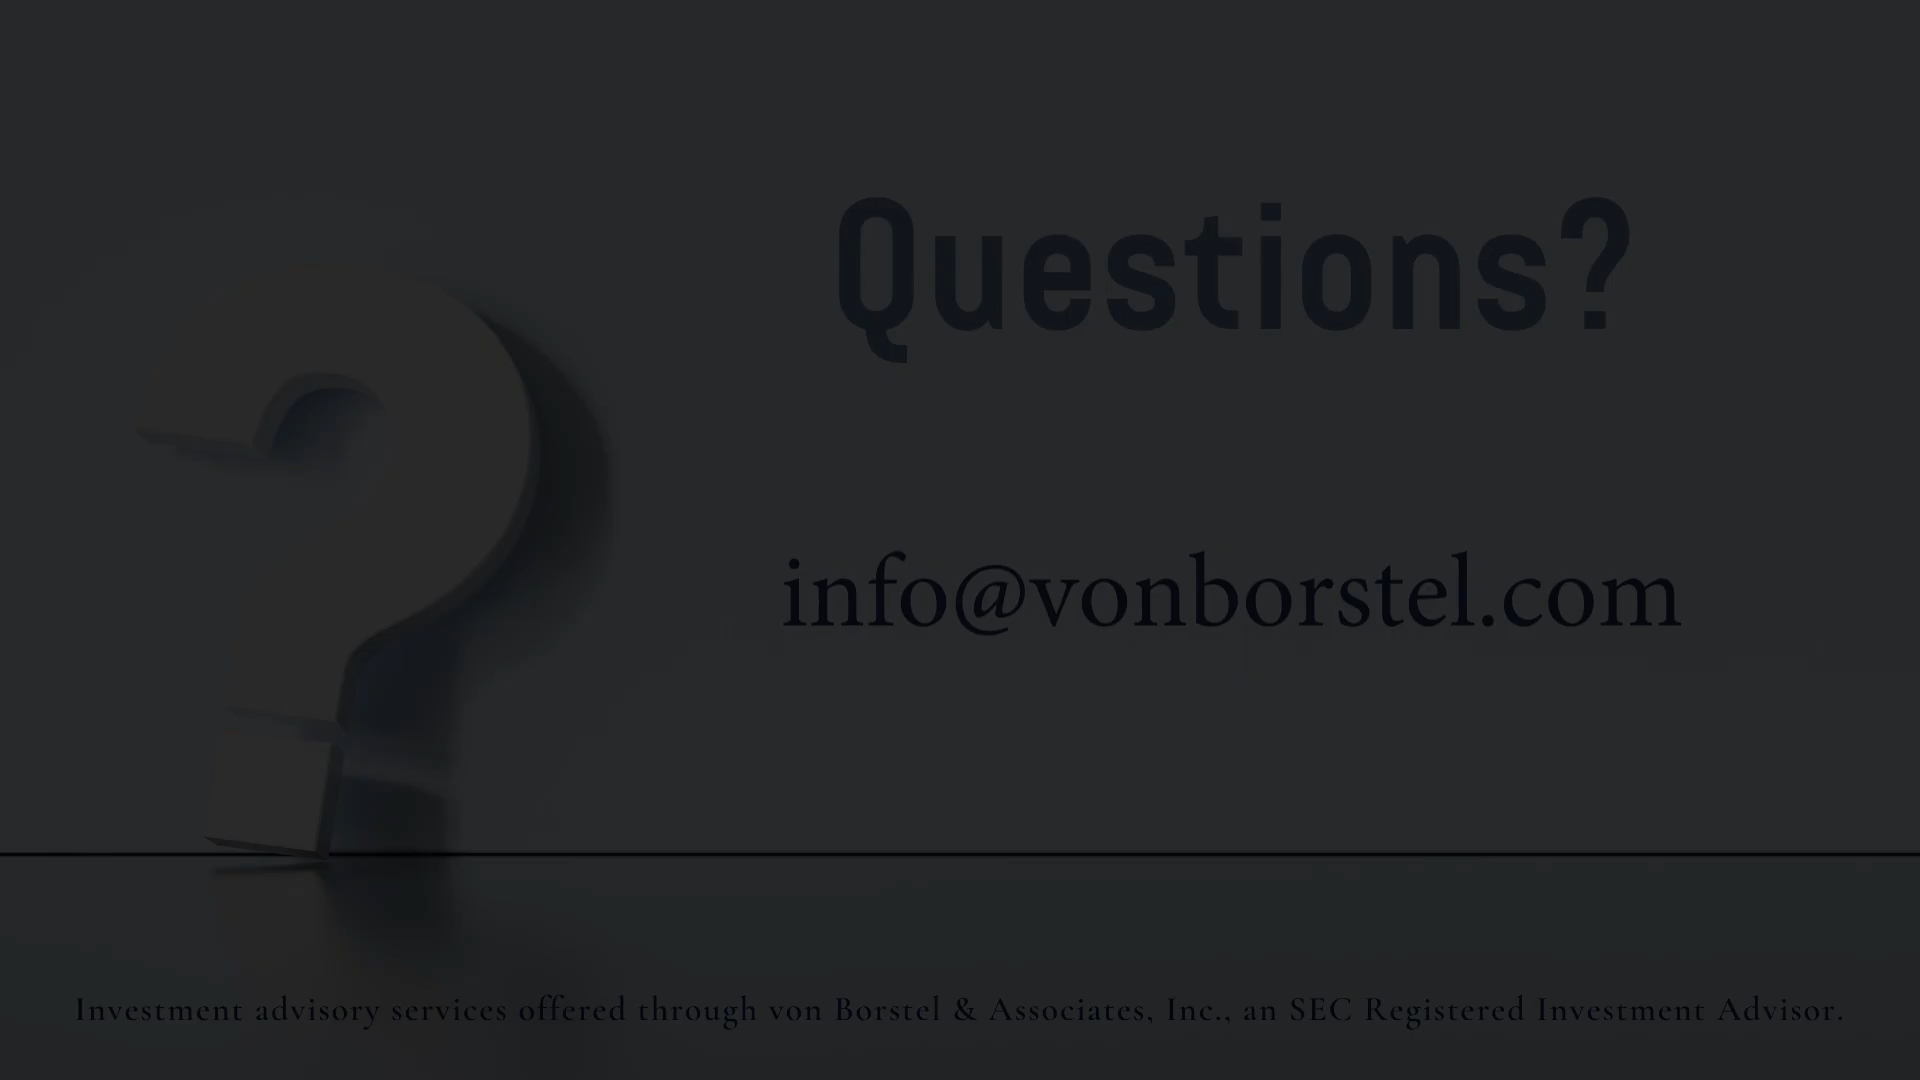 Questions?
info@vonborstel.com
Investment advisory services offered through von Borstel & Associates, Inc., an SEC Registered Investment Advisor.